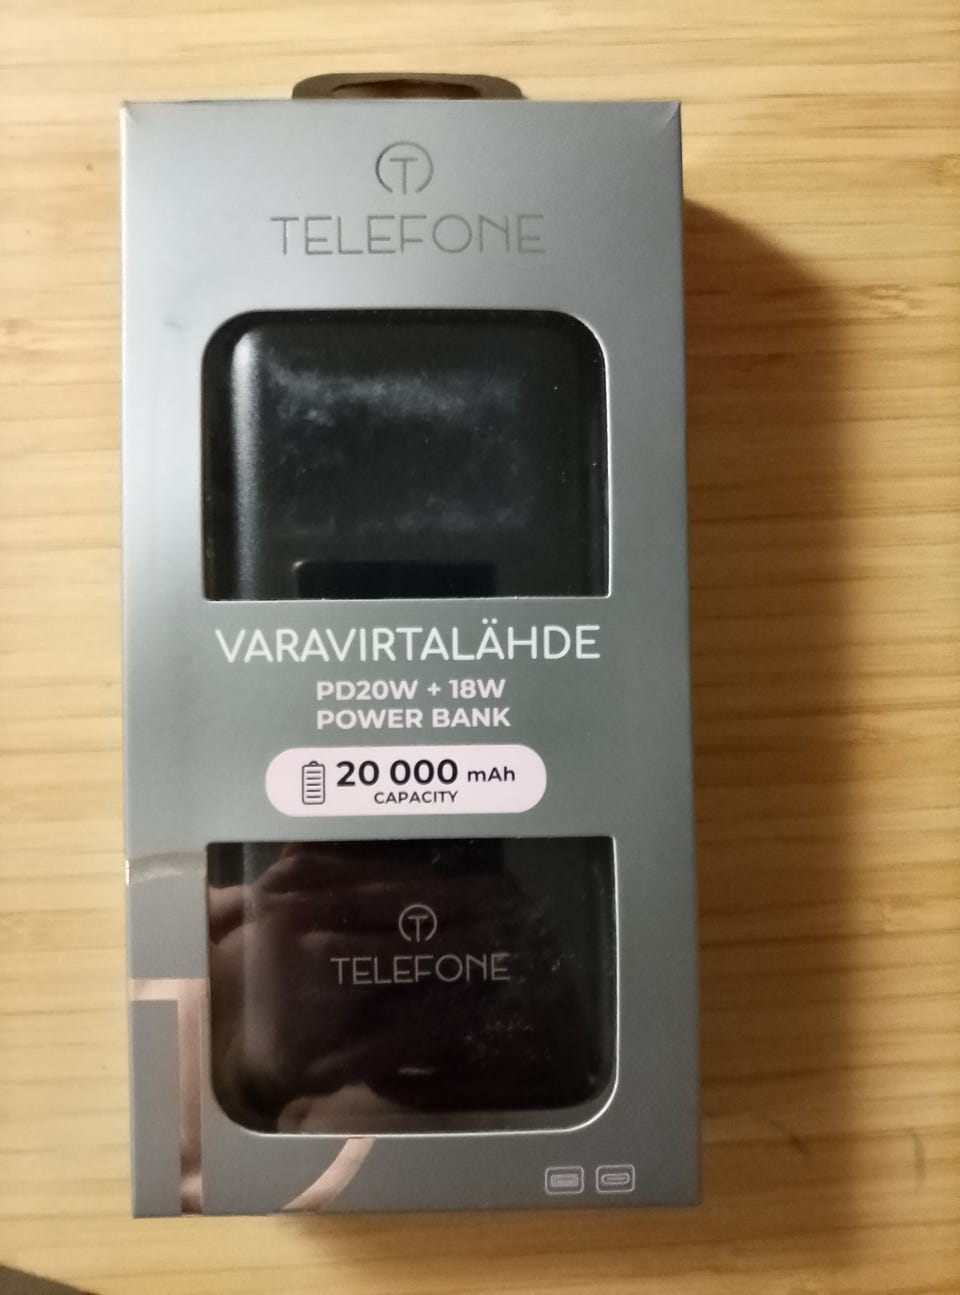 T
TELEFONE
VARAVIRTALÄHDE
PD20W + 18W
POWER BANK
20 000 mAh
CAPACITY
T
TELEFONE